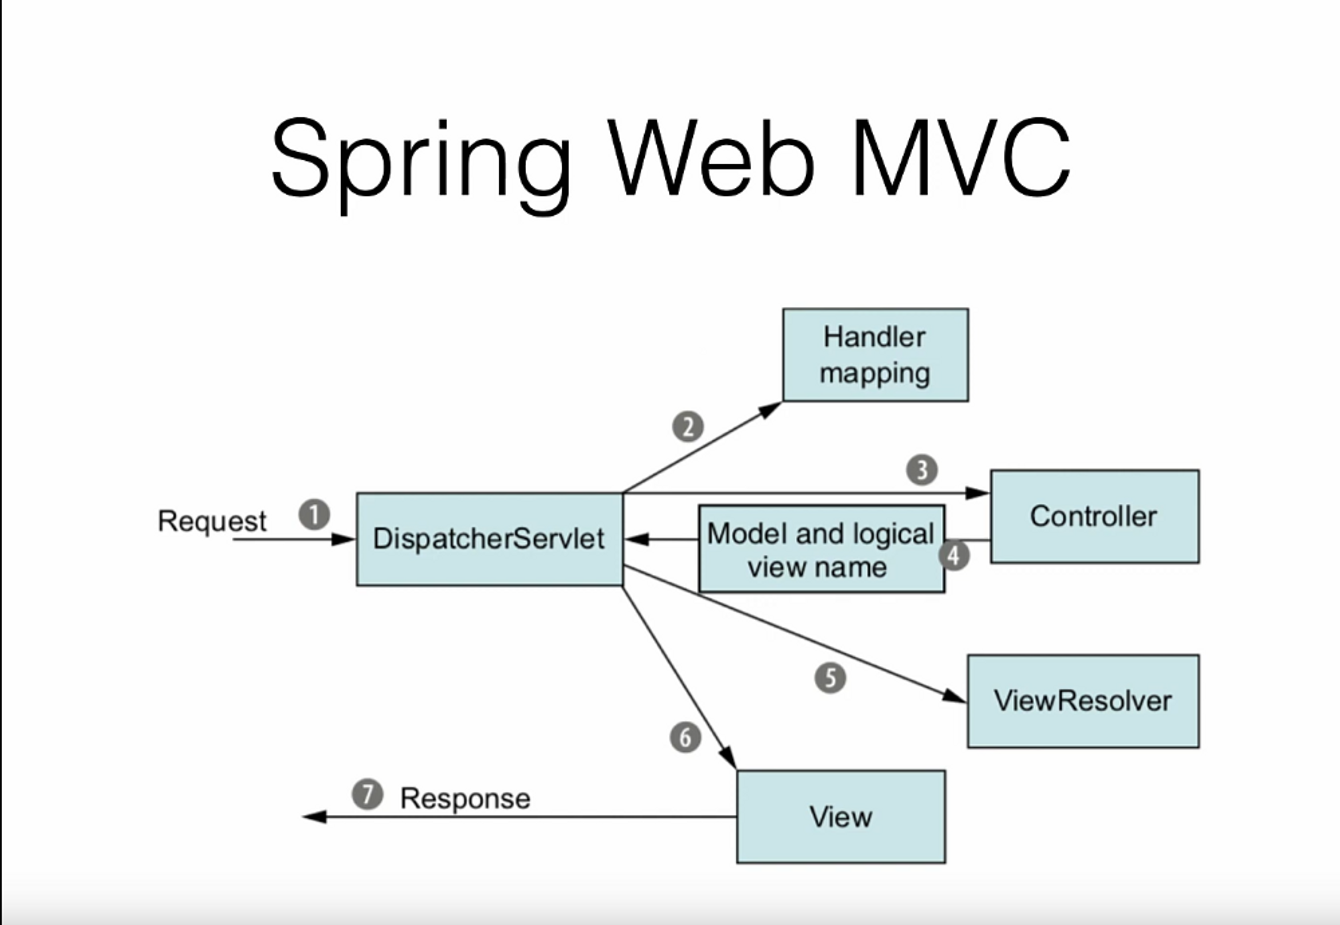 Spring Web MVC
Handler
mapping
2
3
Request
1
DispatcherServlet
Model and logical
view name
4
Controller
5
ViewResolver
6
7
Response
View